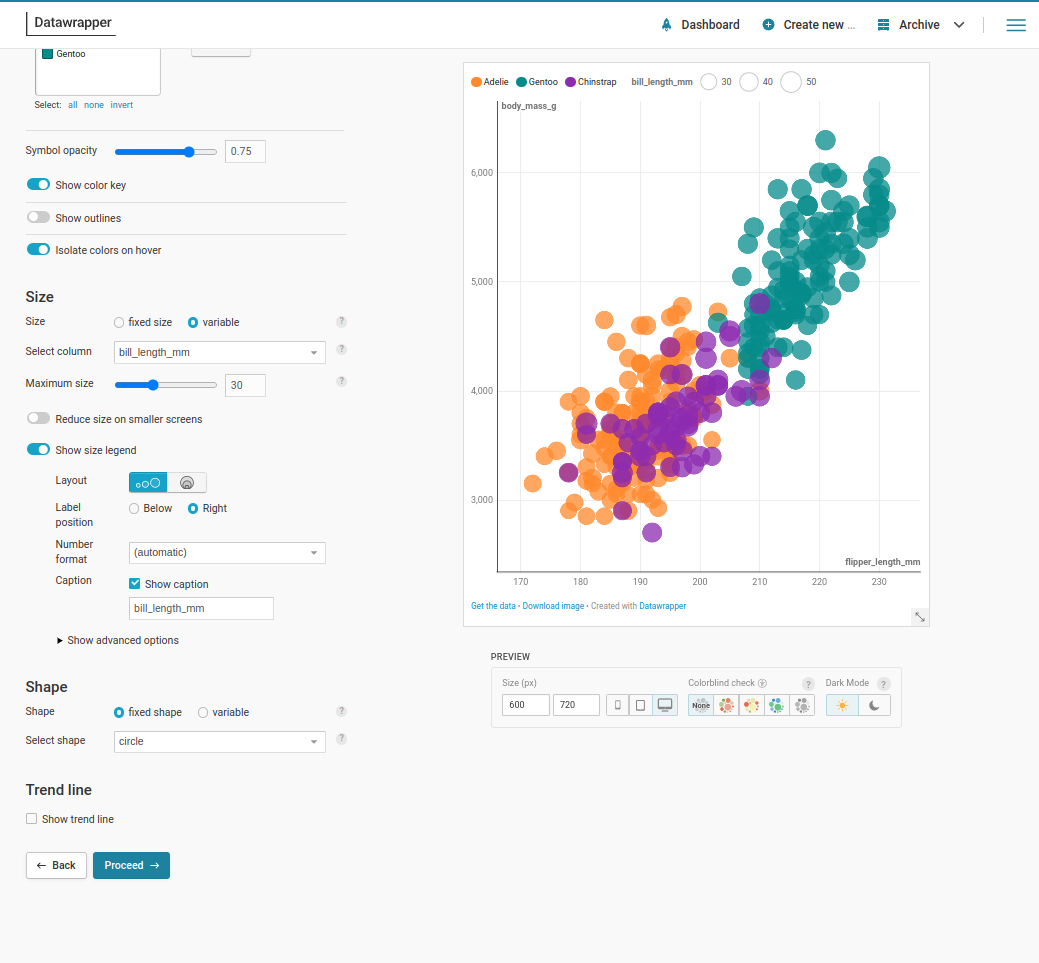 Datawrapper
Dashboard
Create new ...
Archive
Gentoo
Select: all none invert
Symbol opacity 0.75
Show color key
Show outlines
Isolate colors on hover
Size
Size fixed size variable ?
Select column bill_length_mm ?
Maximum size 30 ?
Reduce size on smaller screens
Show size legend
Layout
Label position Below Right
Number format (automatic)
Caption Show caption
bill_length_mm
Show advanced options
Shape
Shape fixed shape variable ?
Select shape circle ?
Trend line
Show trend line
← Back Proceed →
Adelie Gentoo Chinstrap bill_length_mm 30 40 50
body_mass_g
6,000
5,000
4,000
3,000
flipper_length_mm
170 180 190 200 210 220 230
Get the data • Download image • Created with Datawrapper
PREVIEW
Size (px) Colorblind check ? Dark Mode ?
600 720 None